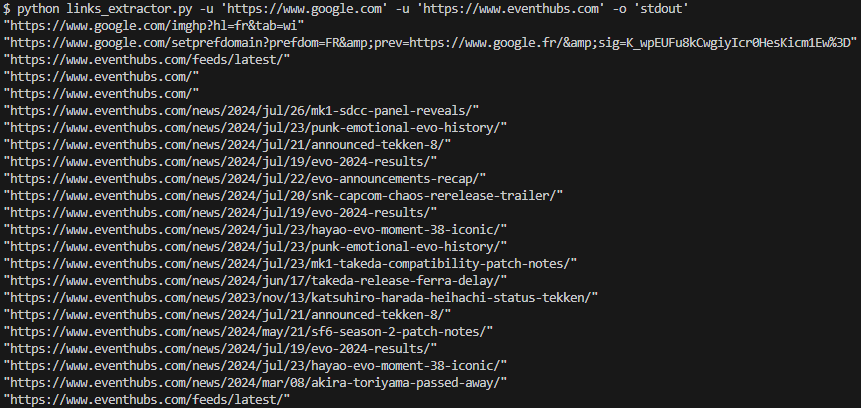 $ python links_extractor.py -u 'https://www.google.com' -u 'https://www.eventhubs.com' -o 'stdout'
"https://www.google.com/imghp?hl=fr&tab=wi"
"https://www.google.com/setprefdomain?prefdom=FR&amp;prev=https://www.google.fr/&amp;sig=K_wpEUFu8kCwgiyIcr0HesKicm1Ew%3D"
"https://www.eventhubs.com/feeds/latest/"
"https://www.eventhubs.com/"
"https://www.eventhubs.com/"
"https://www.eventhubs.com/news/2024/jul/26/mk1-sdcc-panel-reveals/"
"https://www.eventhubs.com/news/2024/jul/23/punk-emotional-evo-history/"
"https://www.eventhubs.com/news/2024/jul/21/announced-tekken-8/"
"https://www.eventhubs.com/news/2024/jul/19/evo-2024-results/"
"https://www.eventhubs.com/news/2024/jul/22/evo-announcements-recap/"
"https://www.eventhubs.com/news/2024/jul/20/snk-capcom-chaos-rerelease-trailer/"
"https://www.eventhubs.com/news/2024/jul/19/evo-2024-results/"
"https://www.eventhubs.com/news/2024/jul/23/hayao-evo-moment-38-iconic/"
"https://www.eventhubs.com/news/2024/jul/23/punk-emotional-evo-history/"
"https://www.eventhubs.com/news/2024/jul/23/mk1-takeda-compatibility-patch-notes/"
"https://www.eventhubs.com/news/2024/jun/17/takeda-release-ferra-delay/"
"https://www.eventhubs.com/news/2023/nov/13/katsuhiro-harada-heihachi-status-tekken/"
"https://www.eventhubs.com/news/2024/jul/21/announced-tekken-8/"
"https://www.eventhubs.com/news/2024/may/21/sf6-season-2-patch-notes/"
"https://www.eventhubs.com/news/2024/jul/19/evo-2024-results/"
"https://www.eventhubs.com/news/2024/jul/23/hayao-evo-moment-38-iconic/"
"https://www.eventhubs.com/news/2024/mar/08/akira-toriyama-passed-away/"
"https://www.eventhubs.com/feeds/latest/"